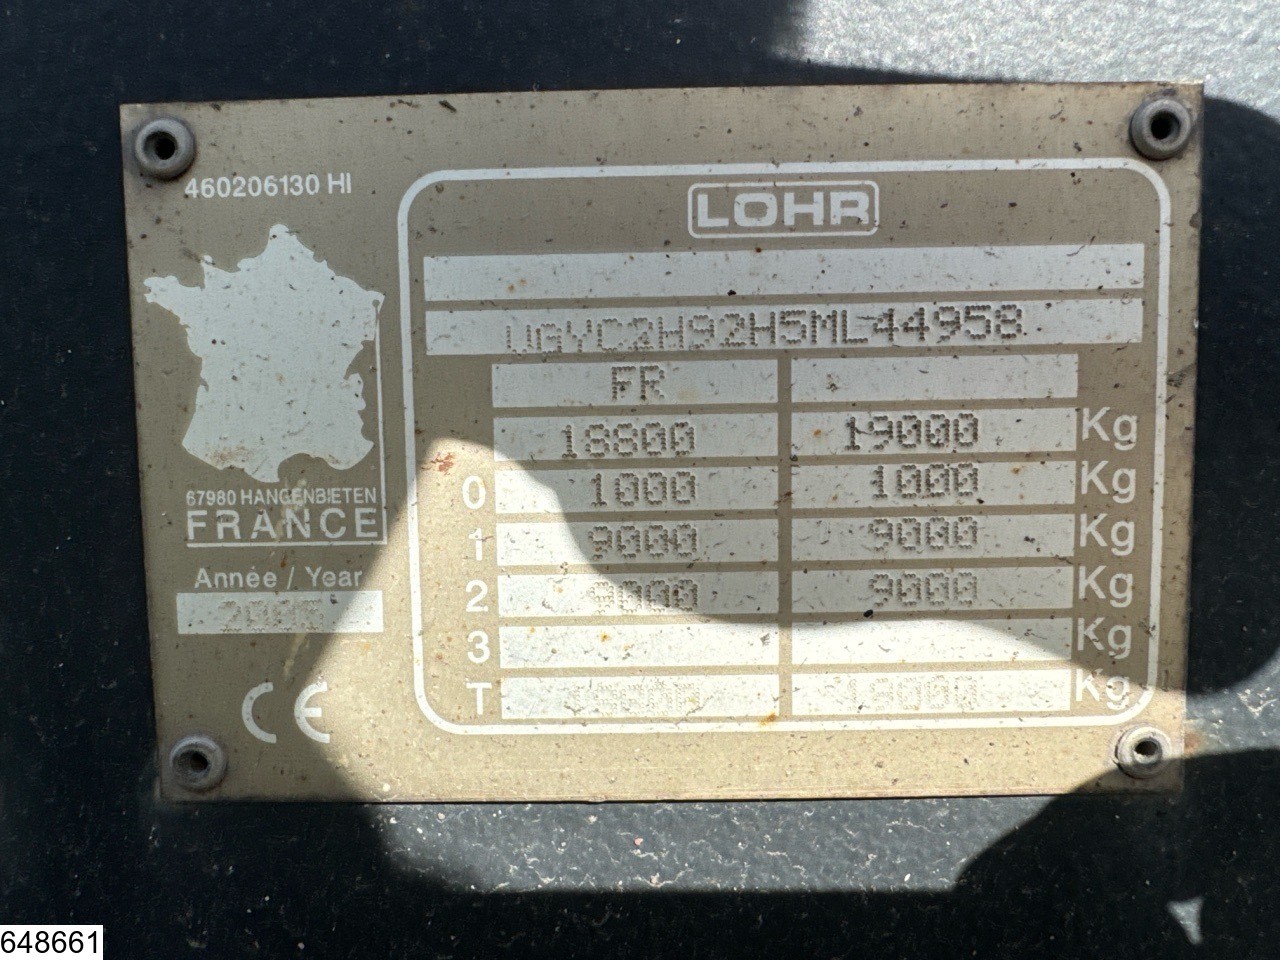 460206130 HI
LOHR
VGYC2H92H5ML44958
FR
18800 19000 Kg
0 1000 1000 Kg
1 9000 9000 Kg
2 9000 9000 Kg
3 Kg
T 19000 Kg
67980 HANGENBIETEN
FRANCE
Année / Year
CE
648661